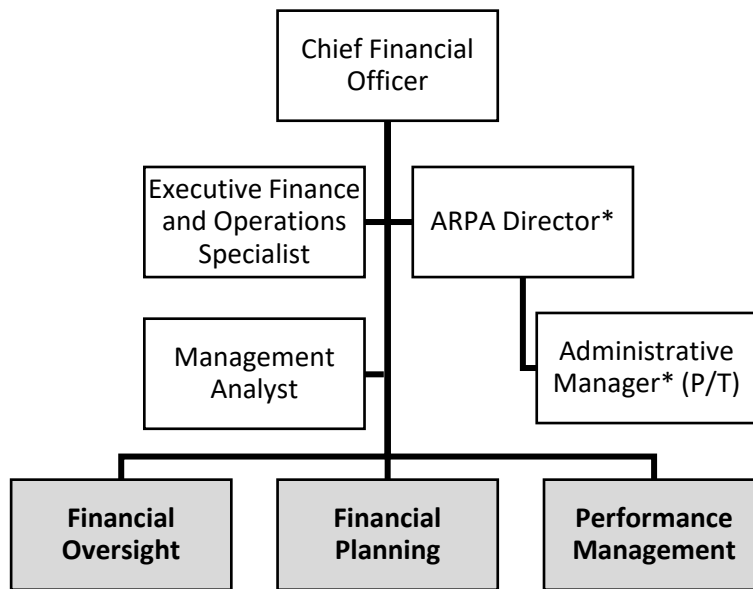 Chief Financial
Officer
Executive Finance
and Operations
Specialist
ARPA Director*
Management
Analyst
Administrative
Manager* (P/T)
Financial
Oversight
Financial
Planning
Performance
Management